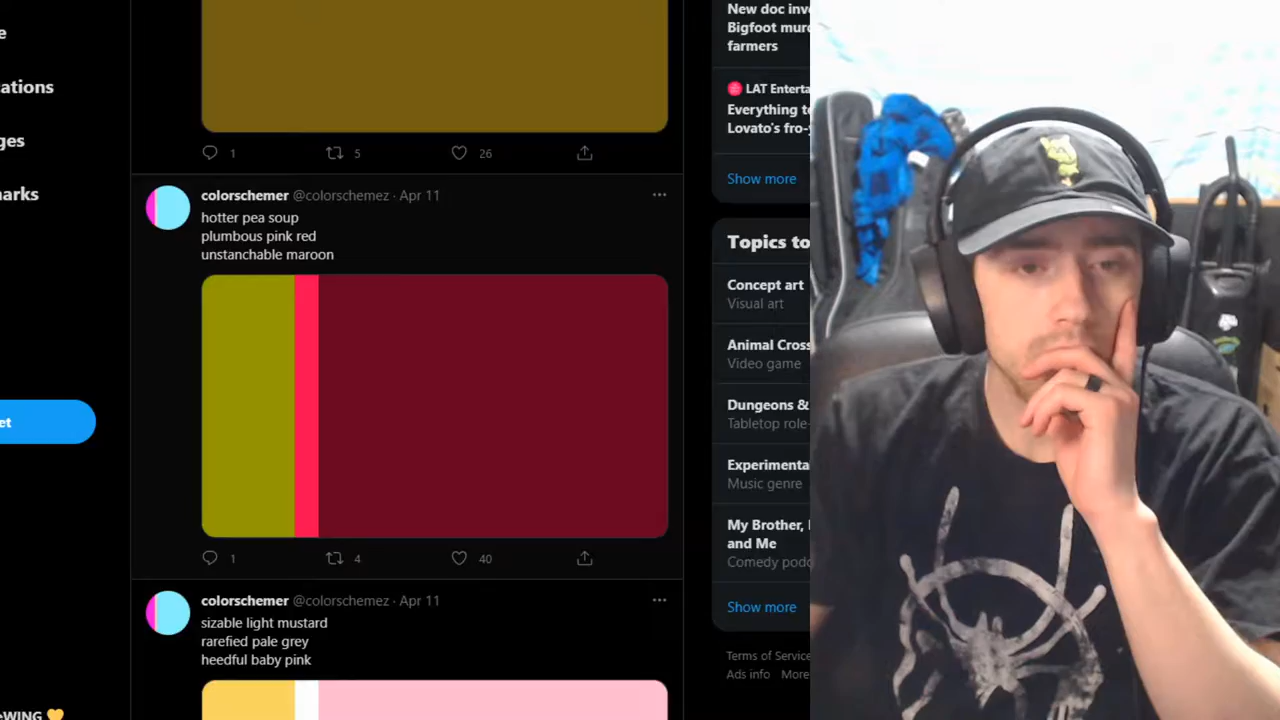 e
ations
ges
arks
et
eWING
1
5
26
colorschemer @colorschemez · Apr 11
hotter pea soup
plumbous pink red
unstanchable maroon
1
4
40
colorschemer @colorschemez · Apr 11
sizable light mustard
rarefied pale grey
heedful baby pink
New doc inve
Bigfoot murd
farmers
LAT Enterta
Everything to
Lovato's fro-y
Show more
Topics to
Concept art
Visual art
Animal Cross
Video game
Dungeons &
Tabletop role-
Experimenta
Music genre
My Brother,
and Me
Comedy podc
Show more
Terms of Service
Ads info More